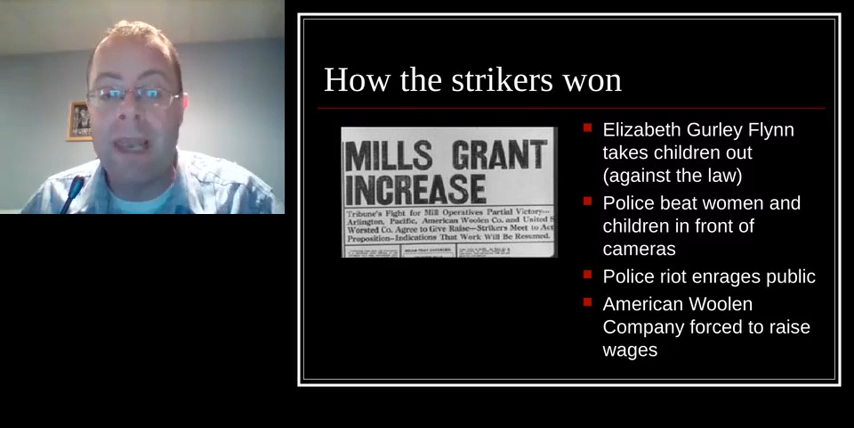 How the strikers won
MILLS GRANT
INCREASE
Tribune's Fight for Mill Operatives Partial Victory—
Arlington, Pacific, American Woolen Co. and United S
Worsted Co. Agree to Give Raise—Strikers Meet to Act
Proposition—Indications That Work Will Be Resumed.
Elizabeth Gurley Flynn
takes children out
(against the law)
Police beat women and
children in front of
cameras
Police riot enrages public
American Woolen
Company forced to raise
wages